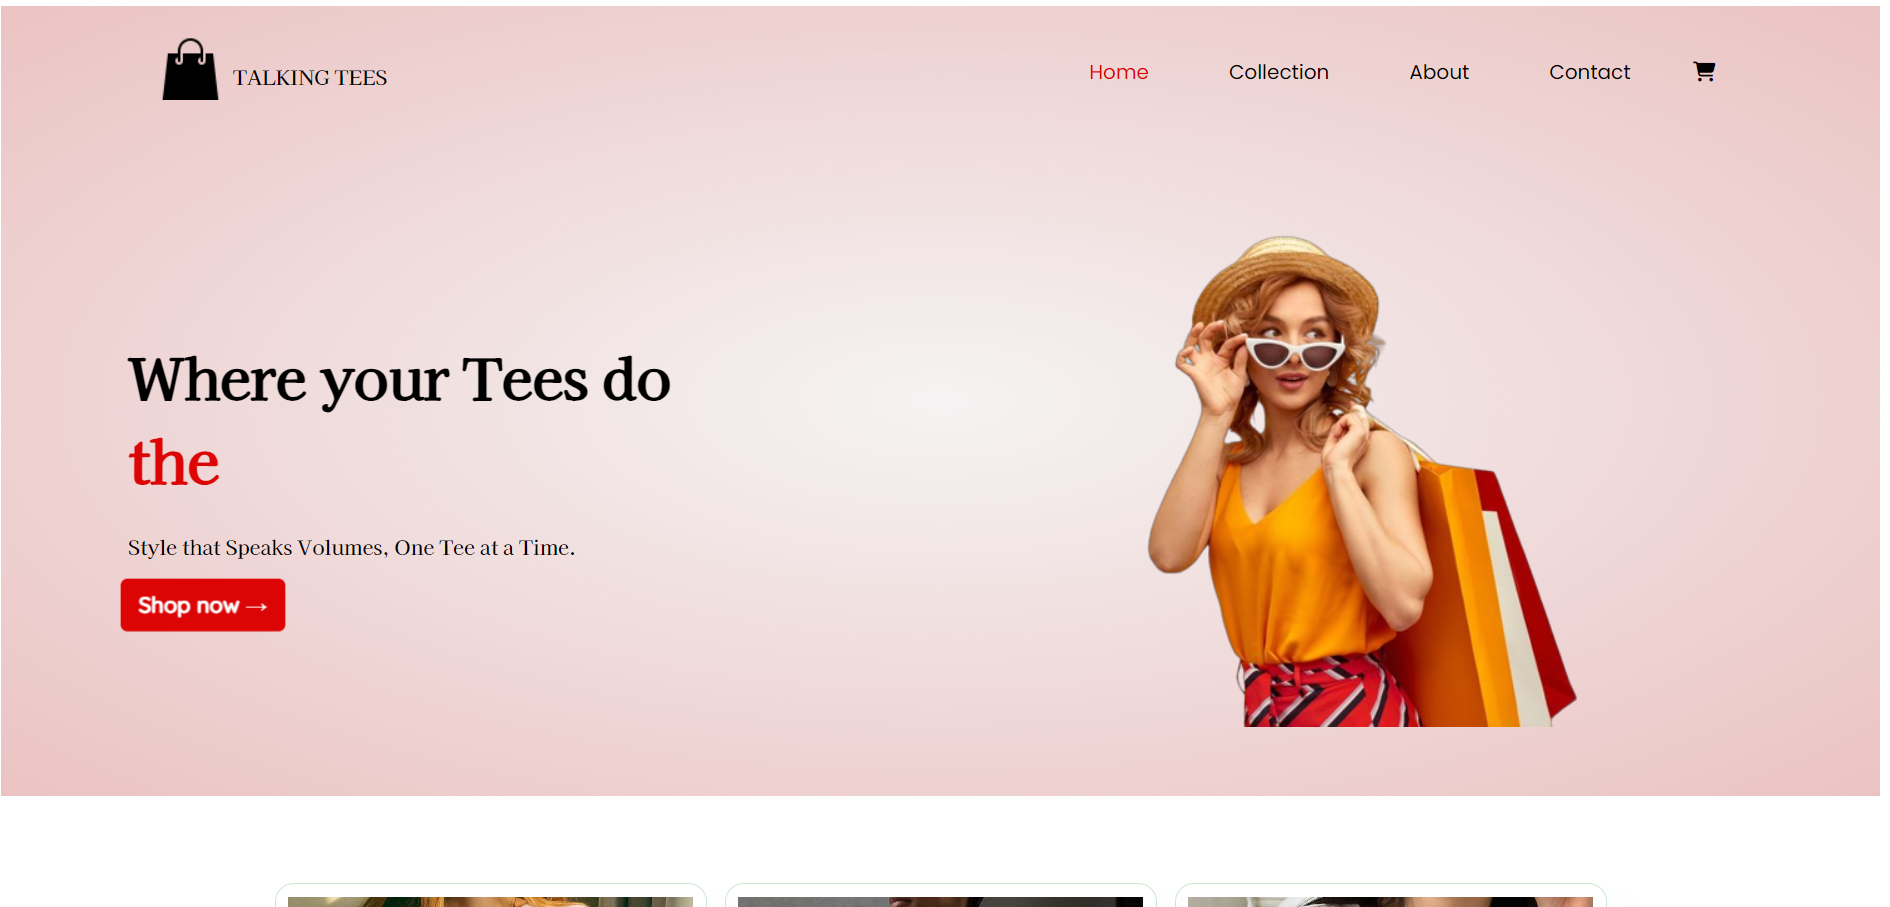 TALKING TEES
Home Collection About Contact
Where your Tees do
the
Style that Speaks Volumes, One Tee at a Time.
Shop now →